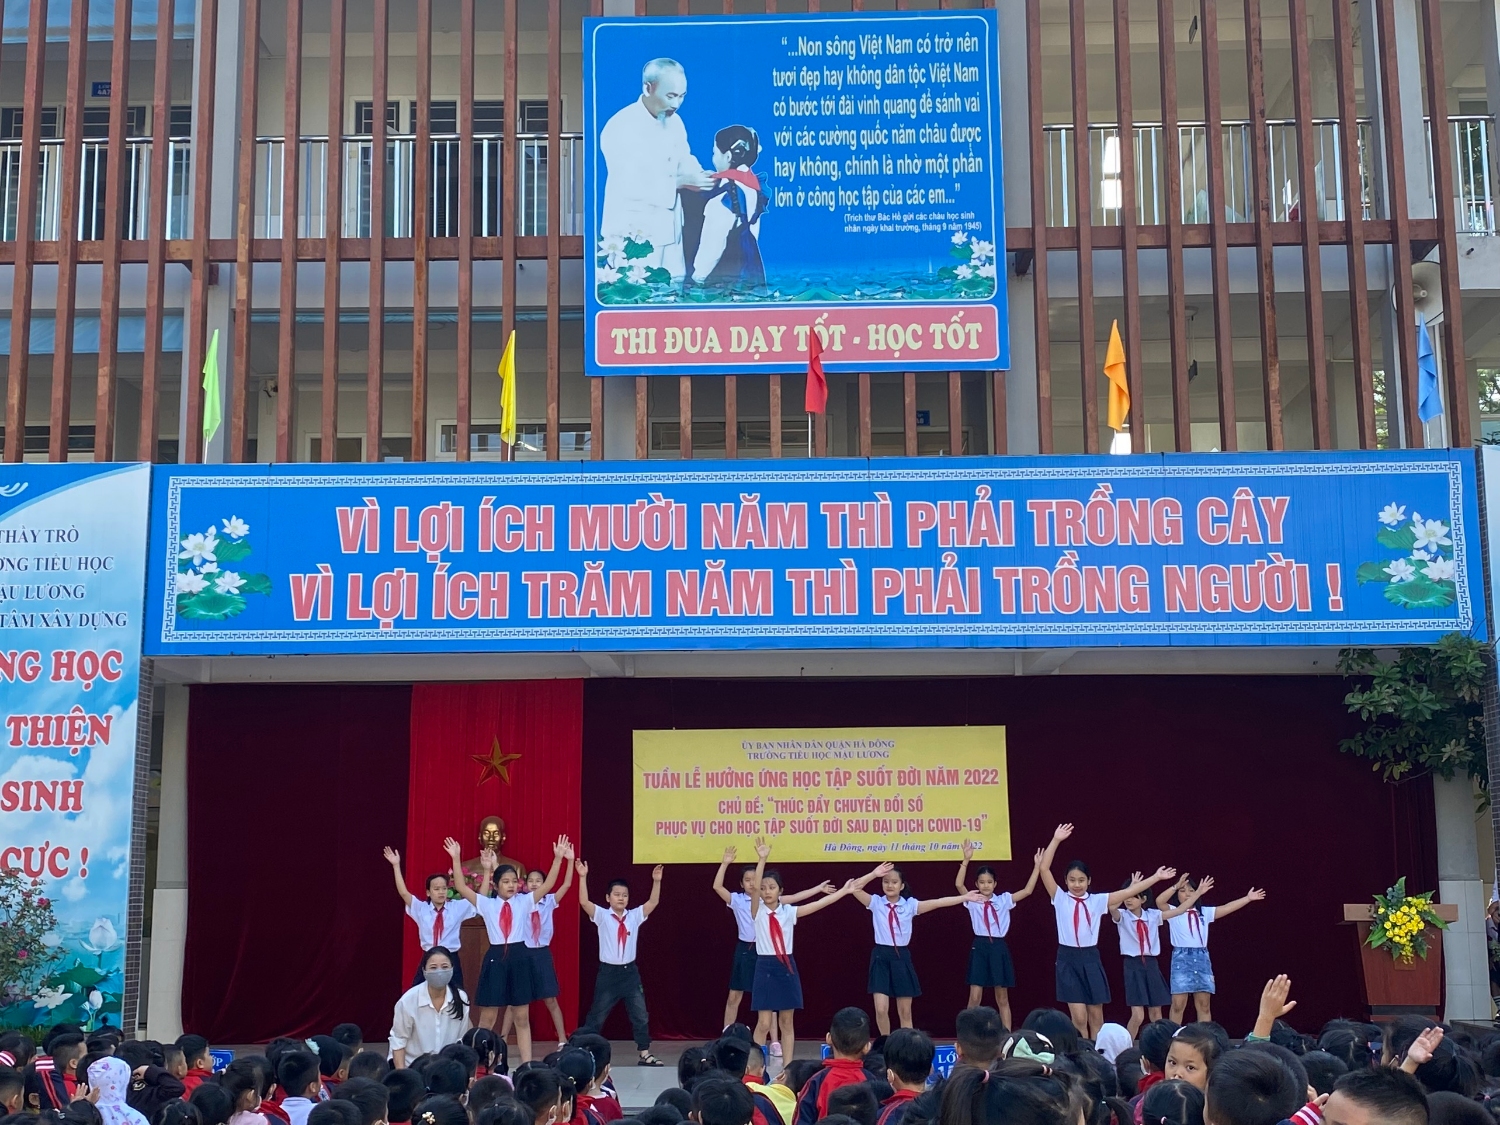 “...Non sông Việt Nam có trở nên
tươi đẹp hay không dân tộc Việt Nam
có bước tới đài vinh quang để sánh vai
với các cường quốc năm châu được
hay không, chính là nhờ một phần
lớn ở công học tập của các em...”
(Trích thư Bác Hồ gửi các cháu học sinh
nhân ngày khai trường, tháng 9 năm 1945)
THI ĐUA DẠY TỐT - HỌC TỐT
VÌ LỢI ÍCH MƯỜI NĂM THÌ PHẢI TRỒNG CÂY
VÌ LỢI ÍCH TRĂM NĂM THÌ PHẢI TRỒNG NGƯỜI !
THẦY TRÒ
ỜNG TIỂU HỌC
ẬU LƯƠNG
TÂM XÂY DỰNG
NG HỌC
THIỆN
SINH
CỰC !
ỦY BAN NHÂN DÂN QUẬN HÀ ĐÔNG
TRƯỜNG TIỂU HỌC MẬU LƯƠNG
TUẦN LỄ HƯỞNG ỨNG HỌC TẬP SUỐT ĐỜI NĂM 2022
CHỦ ĐỀ: "THÚC ĐẨY CHUYỂN ĐỔI SỐ
PHỤC VỤ CHO HỌC TẬP SUỐT ĐỜI SAU ĐẠI DỊCH COVID-19"
Hà Đông, ngày 11 tháng 10 năm 2022
LỚP
LỚP